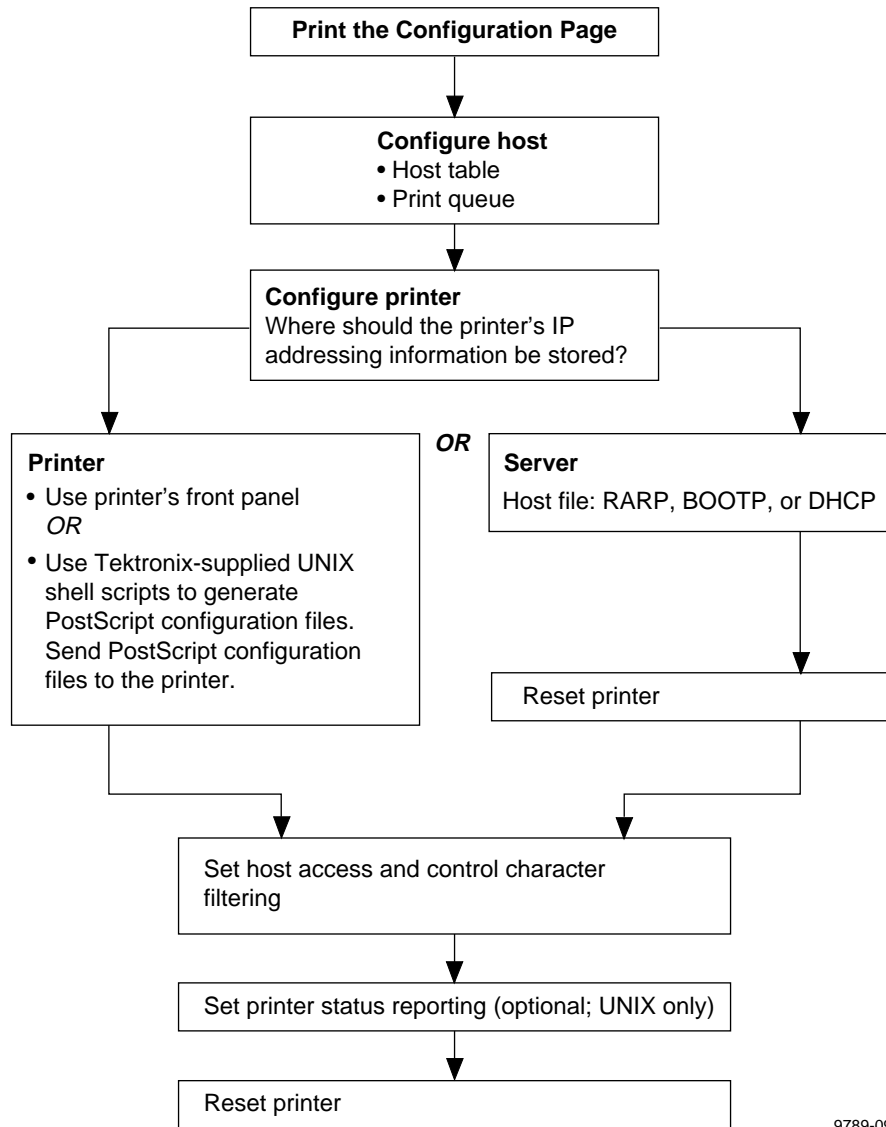 Print the Configuration Page
Configure host
• Host table
• Print queue
Configure printer
Where should the printer's IP
addressing information be stored?
Printer
• Use printer's front panel
OR
• Use Tektronix-supplied UNIX
shell scripts to generate
PostScript configuration files.
Send PostScript configuration
files to the printer.
OR
Server
Host file: RARP, BOOTP, or DHCP
Reset printer
Set host access and control character
filtering
Set printer status reporting (optional; UNIX only)
Reset printer
9789-09